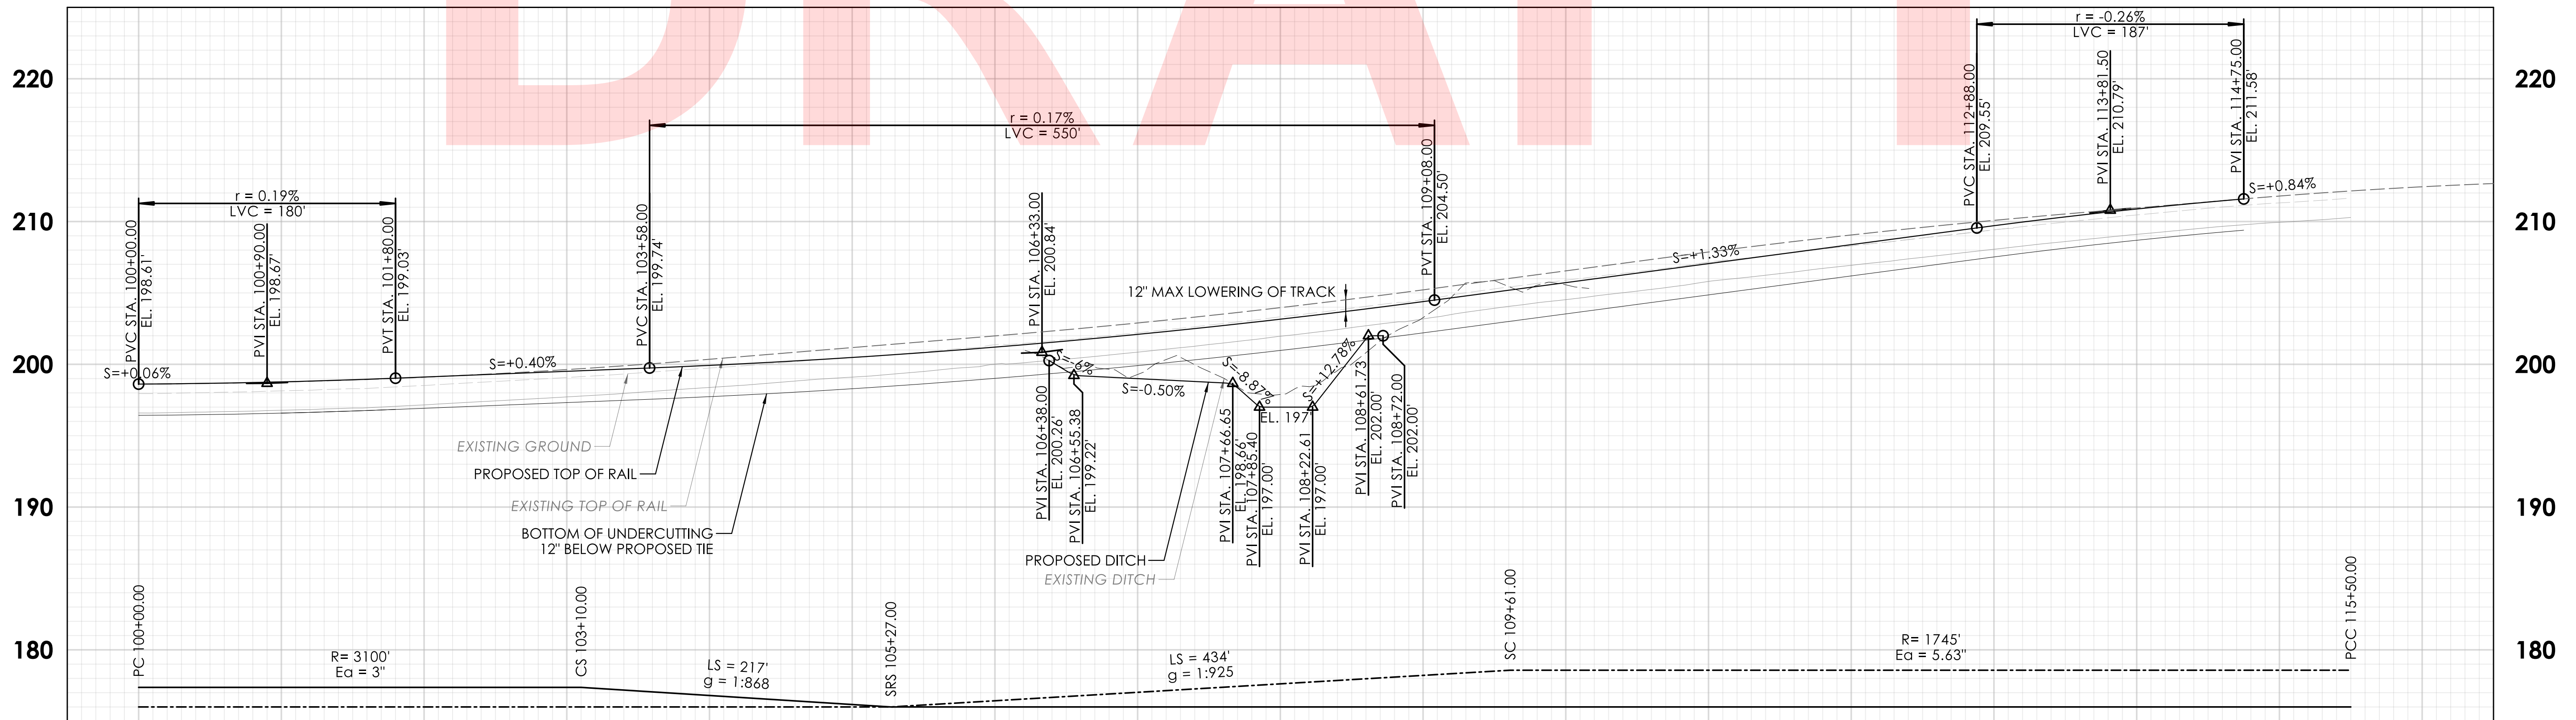 DRAFT
220
210
200
190
180
220
210
200
190
180
r = 0.19%
LVC = 180'
r = 0.17%
LVC = 550'
r = -0.26%
LVC = 187'
PVC STA. 100+00.00
EL. 198.61'
PVI STA. 100+90.00
EL. 198.67'
PVT STA. 101+80.00
EL. 199.03'
PVC STA. 103+58.00
EL. 199.74'
PVI STA. 106+33.00
EL. 200.84'
PVT STA. 109+08.00
EL. 204.50'
PVC STA. 112+88.00
EL. 209.55'
PVI STA. 113+81.50
EL. 210.79'
PVI STA. 114+75.00
EL. 211.58'
S=+0.06%
S=+0.40%
S=+1.33%
S=+0.84%
12" MAX LOWERING OF TRACK
S=-6%
S=-0.50%
S=-8.87%
EL. 197'
S=+12.78%
PVI STA. 106+38.00
EL. 200.26'
PVI STA. 106+55.38
EL. 199.22'
PVI STA. 107+66.65
EL. 198.66'
PVI STA. 107+85.40
EL. 197.00'
PVI STA. 108+22.61
EL. 197.00'
PVI STA. 108+61.73
EL. 202.00'
PVI STA. 108+72.00
EL. 202.00'
EXISTING GROUND
PROPOSED TOP OF RAIL
EXISTING TOP OF RAIL
BOTTOM OF UNDERCUTTING
12" BELOW PROPOSED TIE
PROPOSED DITCH
EXISTING DITCH
PC 100+00.00
R= 3100'
Ea = 3"
CS 103+10.00
LS = 217'
g = 1:868
SRS 105+27.00
LS = 434'
g = 1:925
SC 109+61.00
R= 1745'
Ea = 5.63"
PCC 115+50.00